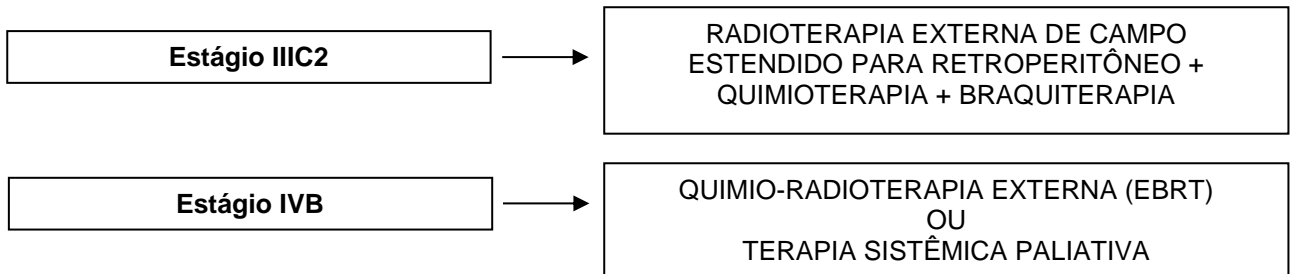 Estágio IIIC2
RADIOTERAPIA EXTERNA DE CAMPO
ESTENDIDO PARA RETROPERITÔNEO +
QUIMIOTERAPIA + BRAQUITERAPIA
Estágio IVB
QUIMIO-RADIOTERAPIA EXTERNA (EBRT)
OU
TERAPIA SISTÊMICA PALIATIVA